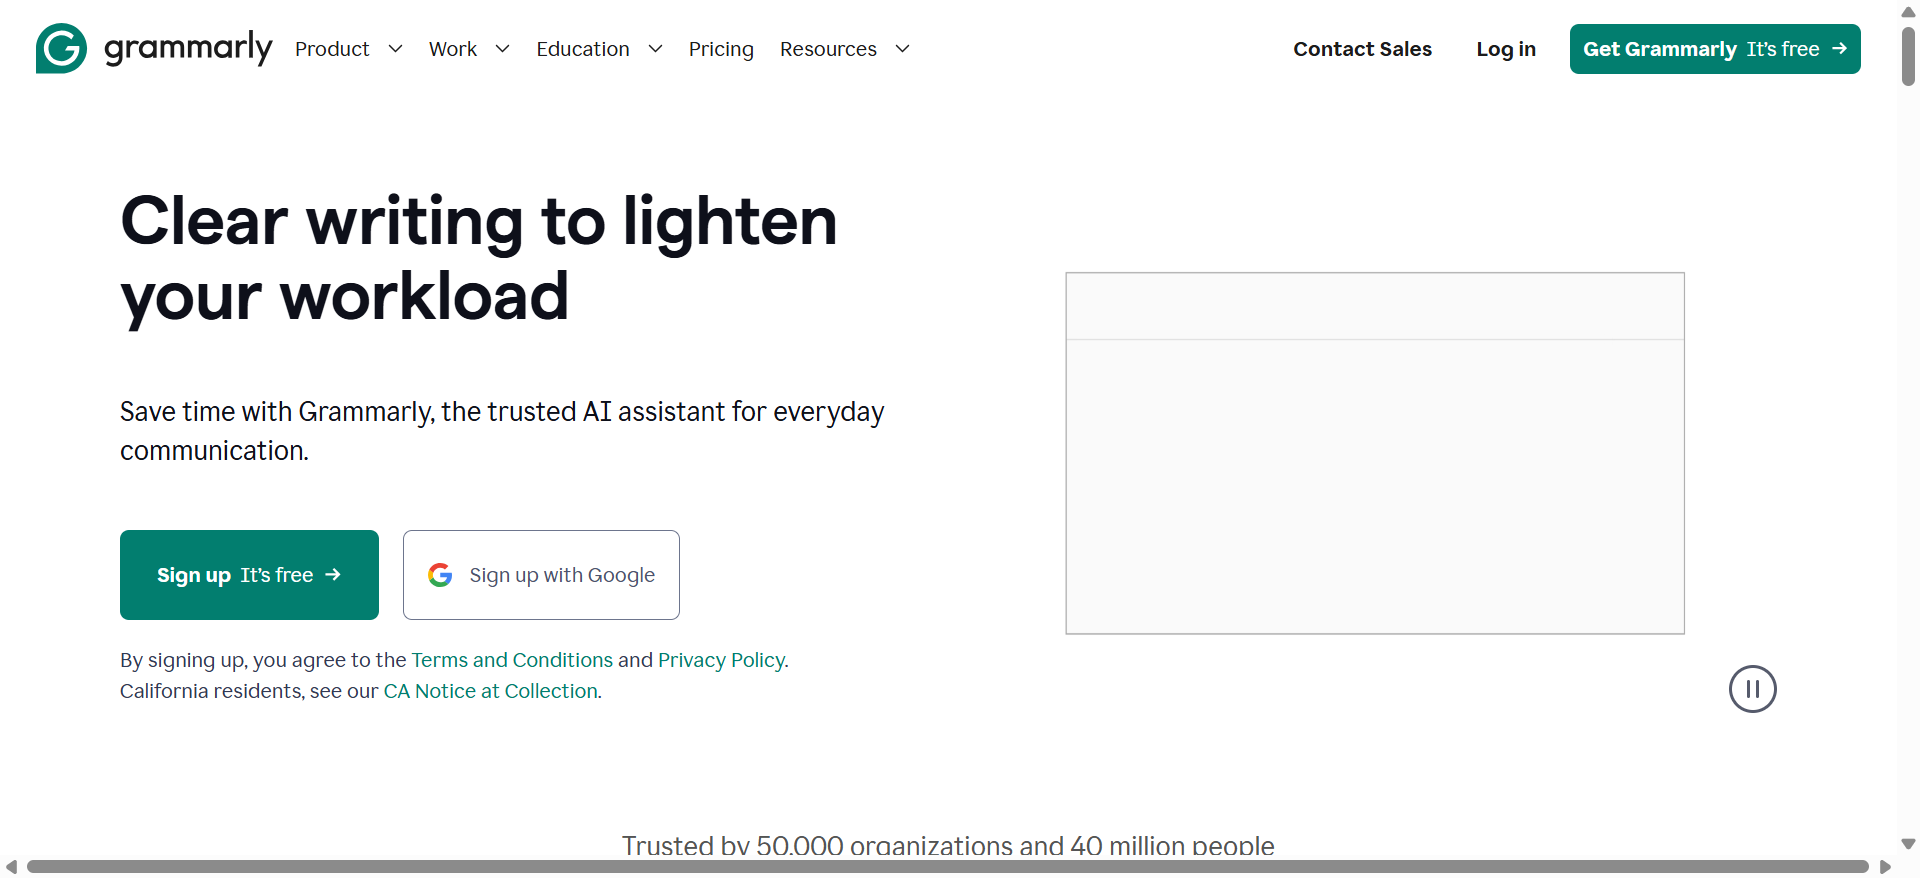 grammarly Product Work Education Pricing Resources Contact Sales Log in Get Grammarly It's free →
Clear writing to lighten
your workload
Save time with Grammarly, the trusted AI assistant for everyday
communication.
Sign up It's free → Sign up with Google
By signing up, you agree to the Terms and Conditions and Privacy Policy.
California residents, see our CA Notice at Collection.
Trusted by 50,000 organizations and 40 million people